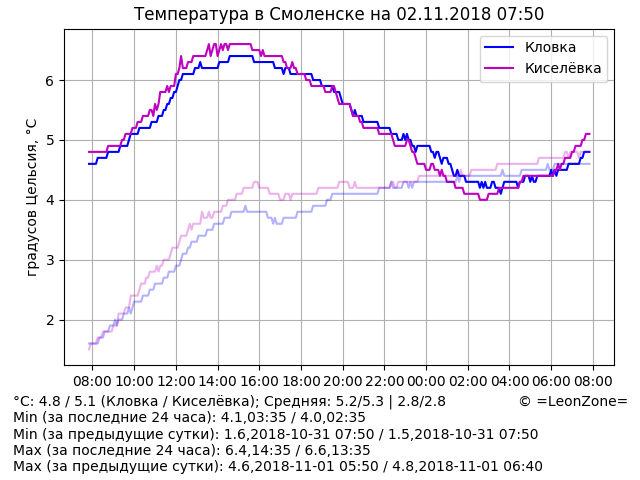 Температура в Смоленске на 02.11.2018 07:50
Кловка
Киселёвка
градусов Цельсия, °C
6
5
4
3
2
08:00 10:00 12:00 14:00 16:00 18:00 20:00 22:00 00:00 02:00 04:00 06:00 08:00
°C: 4.8 / 5.1 (Кловка / Киселёвка); Средняя: 5.2/5.3 | 2.8/2.8 © =LeonZone=
Min (за последние 24 часа): 4.1,03:35 / 4.0,02:35
Min (за предыдущие сутки): 1.6,2018-10-31 07:50 / 1.5,2018-10-31 07:50
Max (за последние 24 часа): 6.4,14:35 / 6.6,13:35
Max (за предыдущие сутки): 4.6,2018-11-01 05:50 / 4.8,2018-11-01 06:40